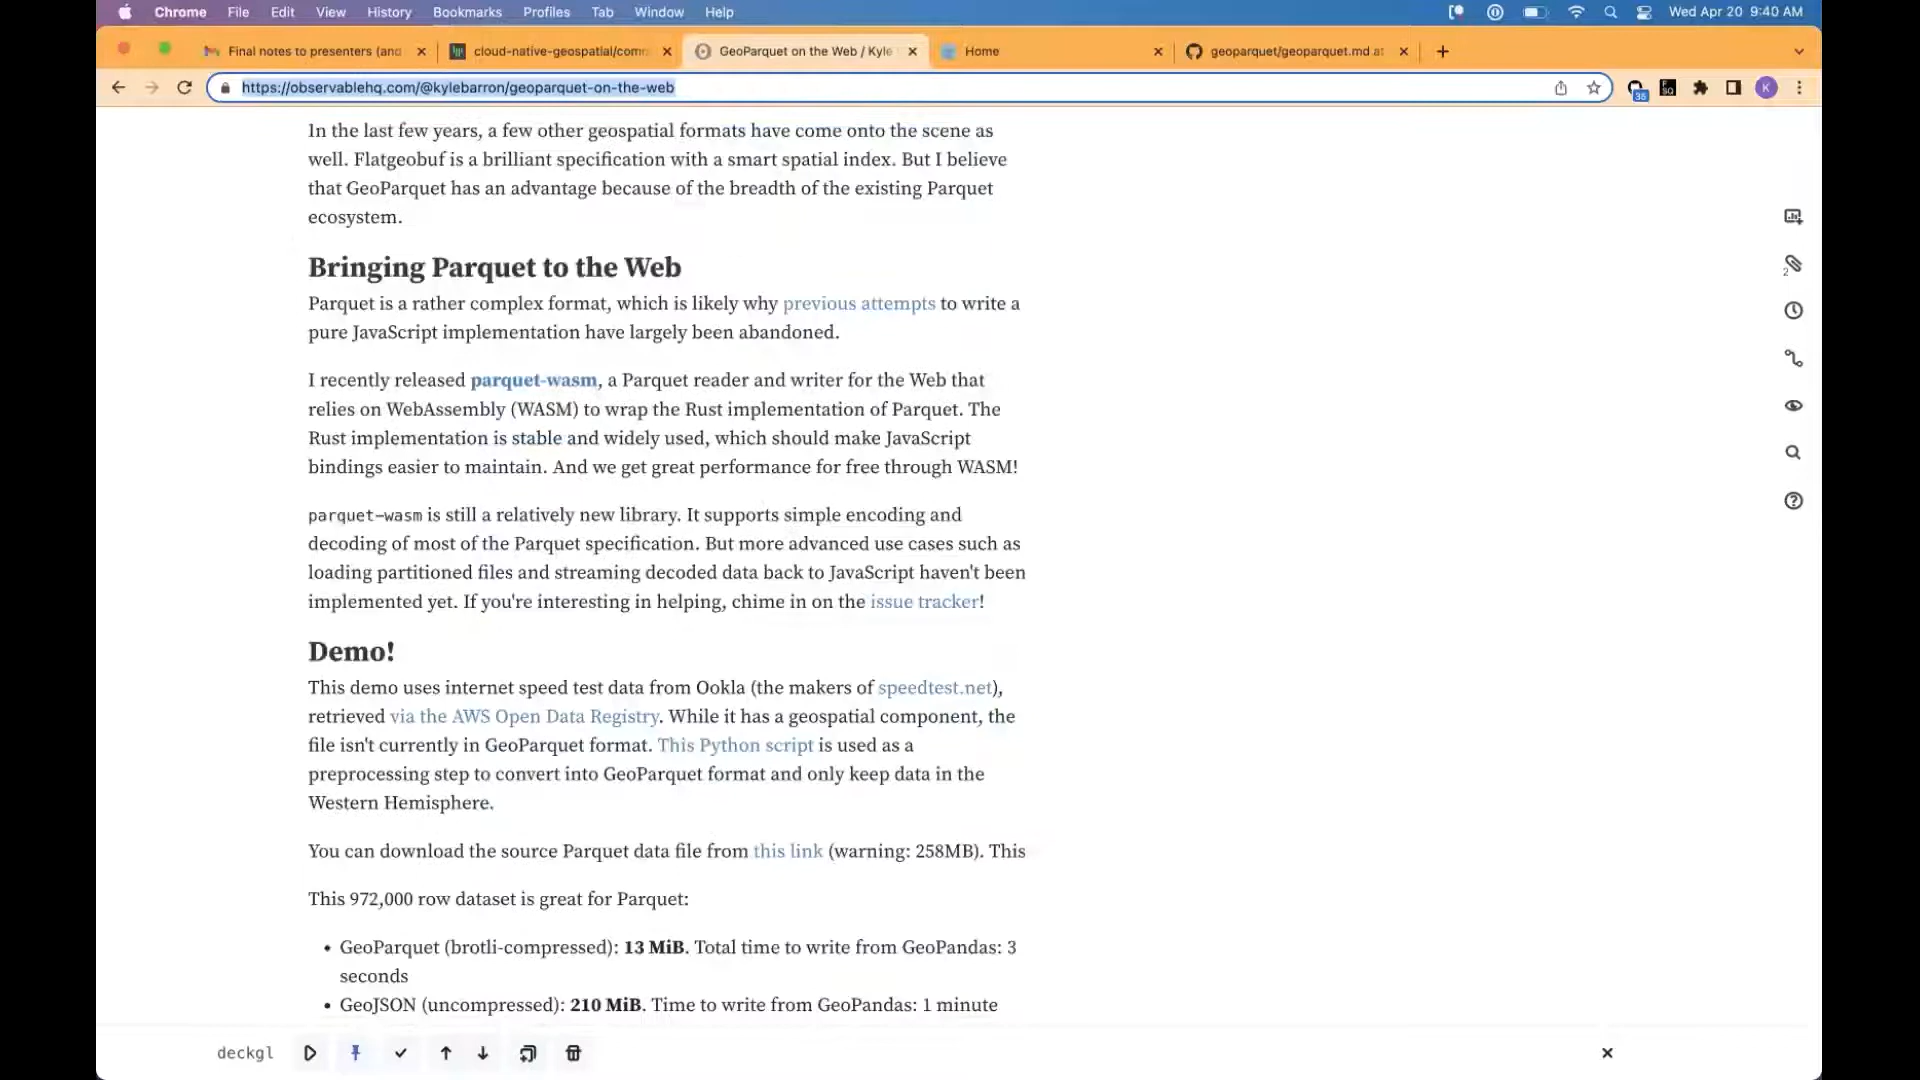 Chrome File Edit View History Bookmarks Profiles Tab Window Help Wed Apr 20 9:40 AM
Final notes to presenters (and cloud-native-geospatial/com GeoParquet on the Web / Kyle Home geoparquet/geoparquet.md at
https://observablehq.com/@kylebarron/geoparquet-on-the-web 35 SQ K
In the last few years, a few other geospatial formats have come onto the scene as
well. Flatgeobuf is a brilliant specification with a smart spatial index. But I believe
that GeoParquet has an advantage because of the breadth of the existing Parquet
ecosystem.
Bringing Parquet to the Web
Parquet is a rather complex format, which is likely why previous attempts to write a
pure JavaScript implementation have largely been abandoned.
I recently released parquet-wasm, a Parquet reader and writer for the Web that
relies on WebAssembly (WASM) to wrap the Rust implementation of Parquet. The
Rust implementation is stable and widely used, which should make JavaScript
bindings easier to maintain. And we get great performance for free through WASM!
parquet-wasm is still a relatively new library. It supports simple encoding and
decoding of most of the Parquet specification. But more advanced use cases such as
loading partitioned files and streaming decoded data back to JavaScript haven't been
implemented yet. If you're interesting in helping, chime in on the issue tracker!
Demo!
This demo uses internet speed test data from Ookla (the makers of speedtest.net),
retrieved via the AWS Open Data Registry. While it has a geospatial component, the
file isn't currently in GeoParquet format. This Python script is used as a
preprocessing step to convert into GeoParquet format and only keep data in the
Western Hemisphere.
You can download the source Parquet data file from this link (warning: 258MB). This
This 972,000 row dataset is great for Parquet:
• GeoParquet (brotli-compressed): 13 MiB. Total time to write from GeoPandas: 3
seconds
• GeoJSON (uncompressed): 210 MiB. Time to write from GeoPandas: 1 minute
deckgl
2